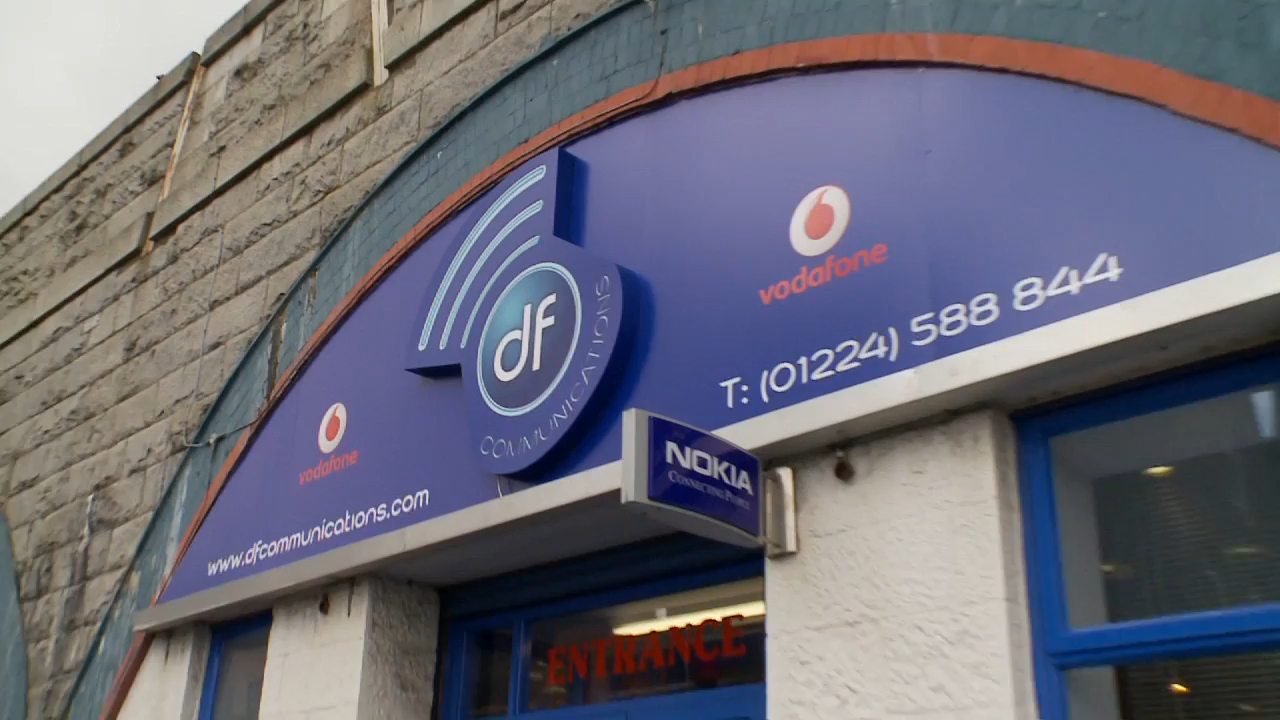 df
COMMUNICATIONS
vodafone
T: (01224) 588 844
vodafone
www.dfcommunications.com
NOKIA
CONNECTING PEOPLE
ENTRANCE